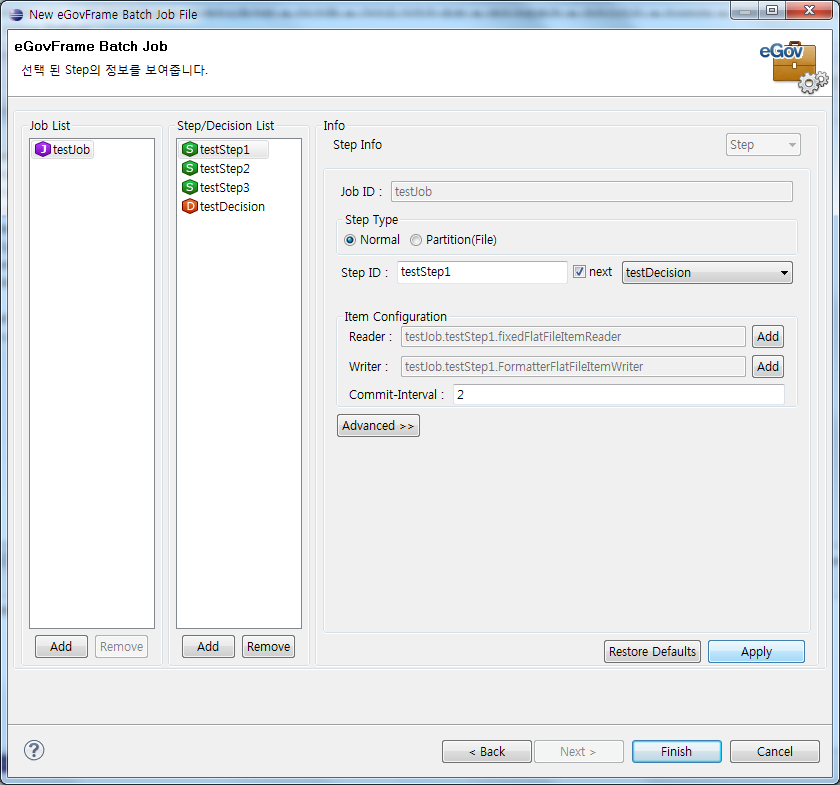 New eGovFrame Batch Job File
eGovFrame Batch Job
선택 된 Step의 정보를 보여줍니다.
eGov
Job List
testJob
Add
Remove
Step/Decision List
S testStep1
S testStep2
S testStep3
D testDecision
Add
Remove
Info
Step Info
Step
Job ID :
testJob
Step Type
Normal
Partition(File)
Step ID :
testStep1
next
testDecision
Item Configuration
Reader :
testJob.testStep1.fixedFlatFileItemReader
Add
Writer :
testJob.testStep1.FormatterFlatFileItemWriter
Add
Commit-Interval :
2
Advanced >>
Restore Defaults
Apply
?
< Back
Next >
Finish
Cancel